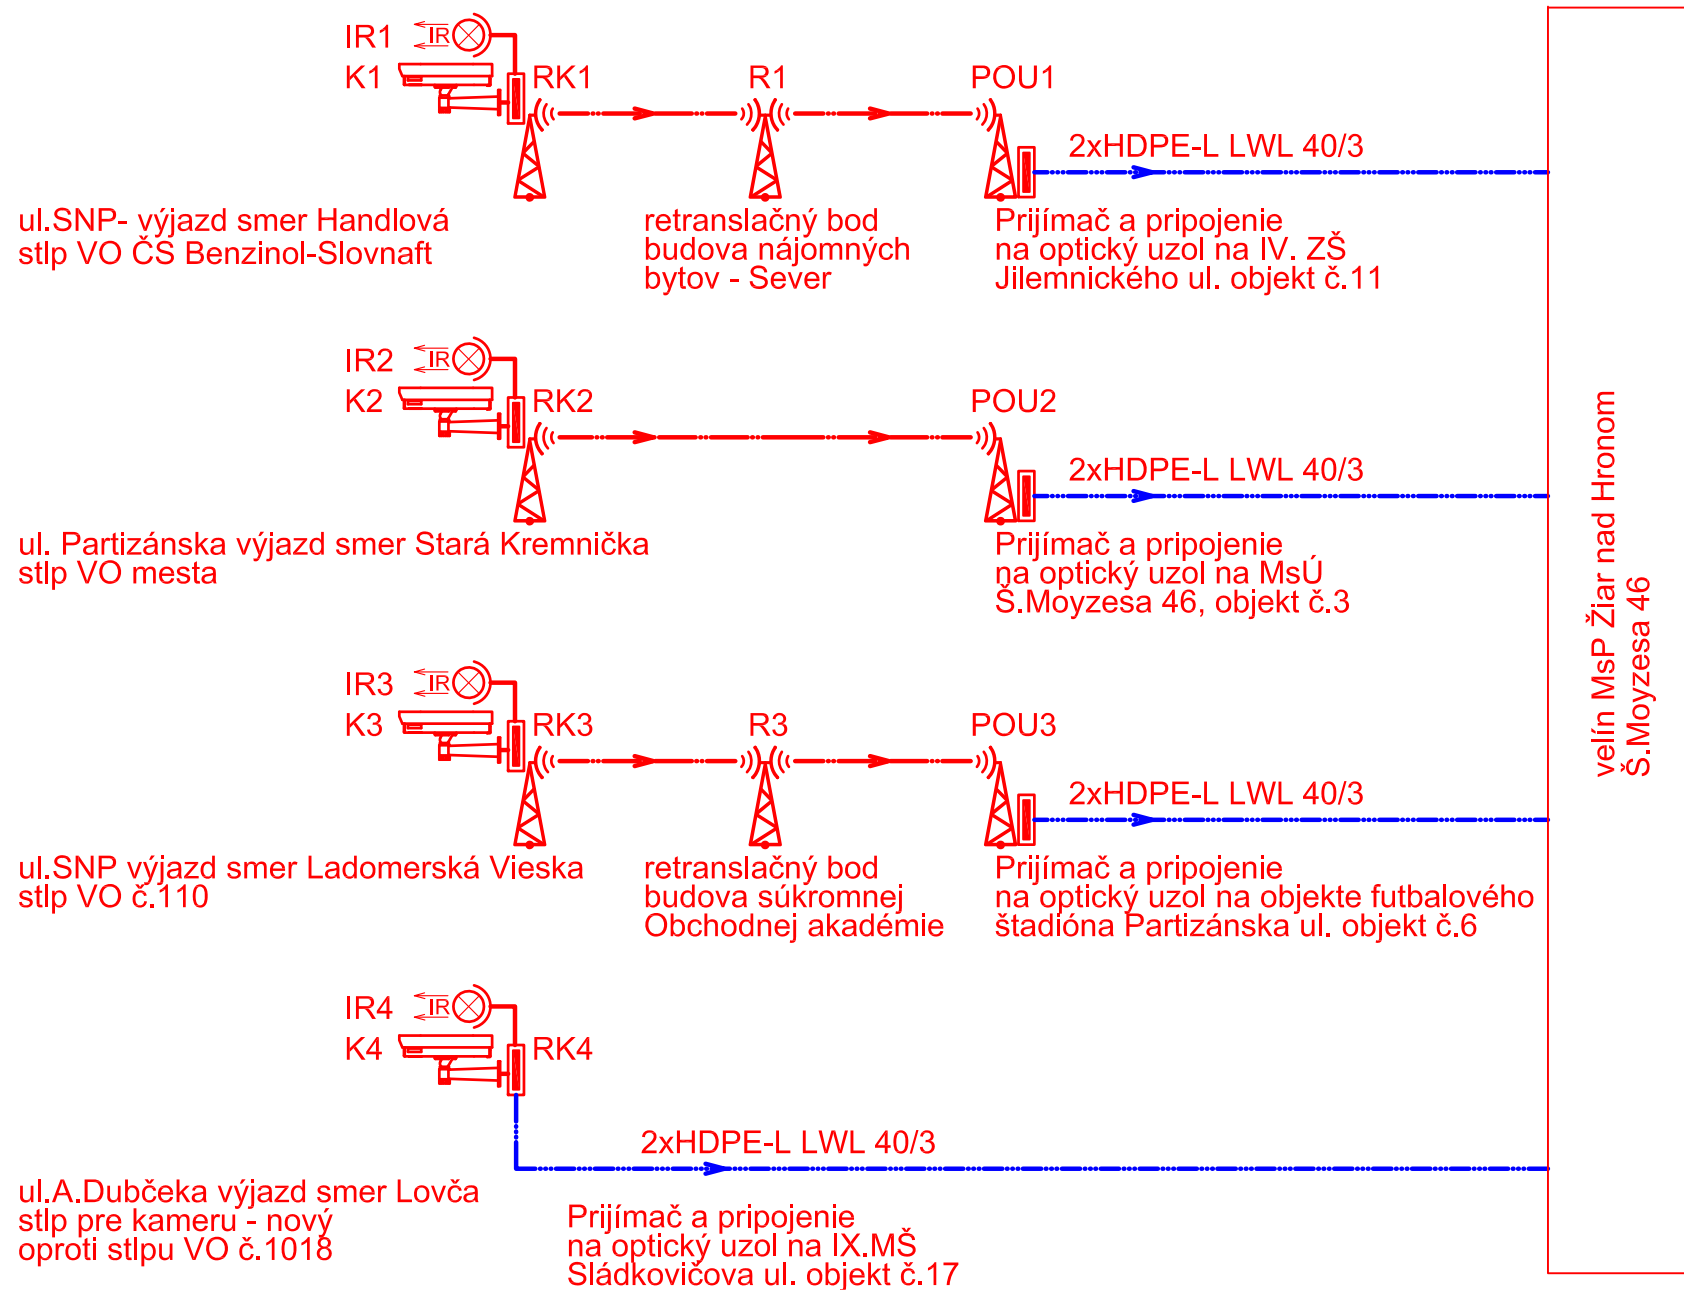 IR1
IR
K1
RK1
R1
POU1
2xHDPE-L LWL 40/3
ul.SNP- výjazd smer Handlová
stlp VO ČS Benzinol-Slovnaft
retranslačný bod
budova nájomných
bytov - Sever
Prijímač a pripojenie
na optický uzol na IV. ZŠ
Jilemnického ul. objekt č.11
IR2
IR
K2
RK2
POU2
2xHDPE-L LWL 40/3
ul. Partizánska výjazd smer Stará Kremnička
stlp VO mesta
Prijímač a pripojenie
na optický uzol na MsÚ
Š.Moyzesa 46, objekt č.3
IR3
IR
K3
RK3
R3
POU3
2xHDPE-L LWL 40/3
ul.SNP výjazd smer Ladomerská Vieska
stlp VO č.110
retranslačný bod
budova súkromnej
Obchodnej akadémie
Prijímač a pripojenie
na optický uzol na objekte futbalového
štadióna Partizánska ul. objekt č.6
IR4
IR
K4
RK4
2xHDPE-L LWL 40/3
ul.A.Dubčeka výjazd smer Lovča
stlp pre kameru - nový
oproti stlpu VO č.1018
Prijímač a pripojenie
na optický uzol na IX.MŠ
Sládkovičova ul. objekt č.17
velín MsP Žiar nad Hronom
Š.Moyzesa 46